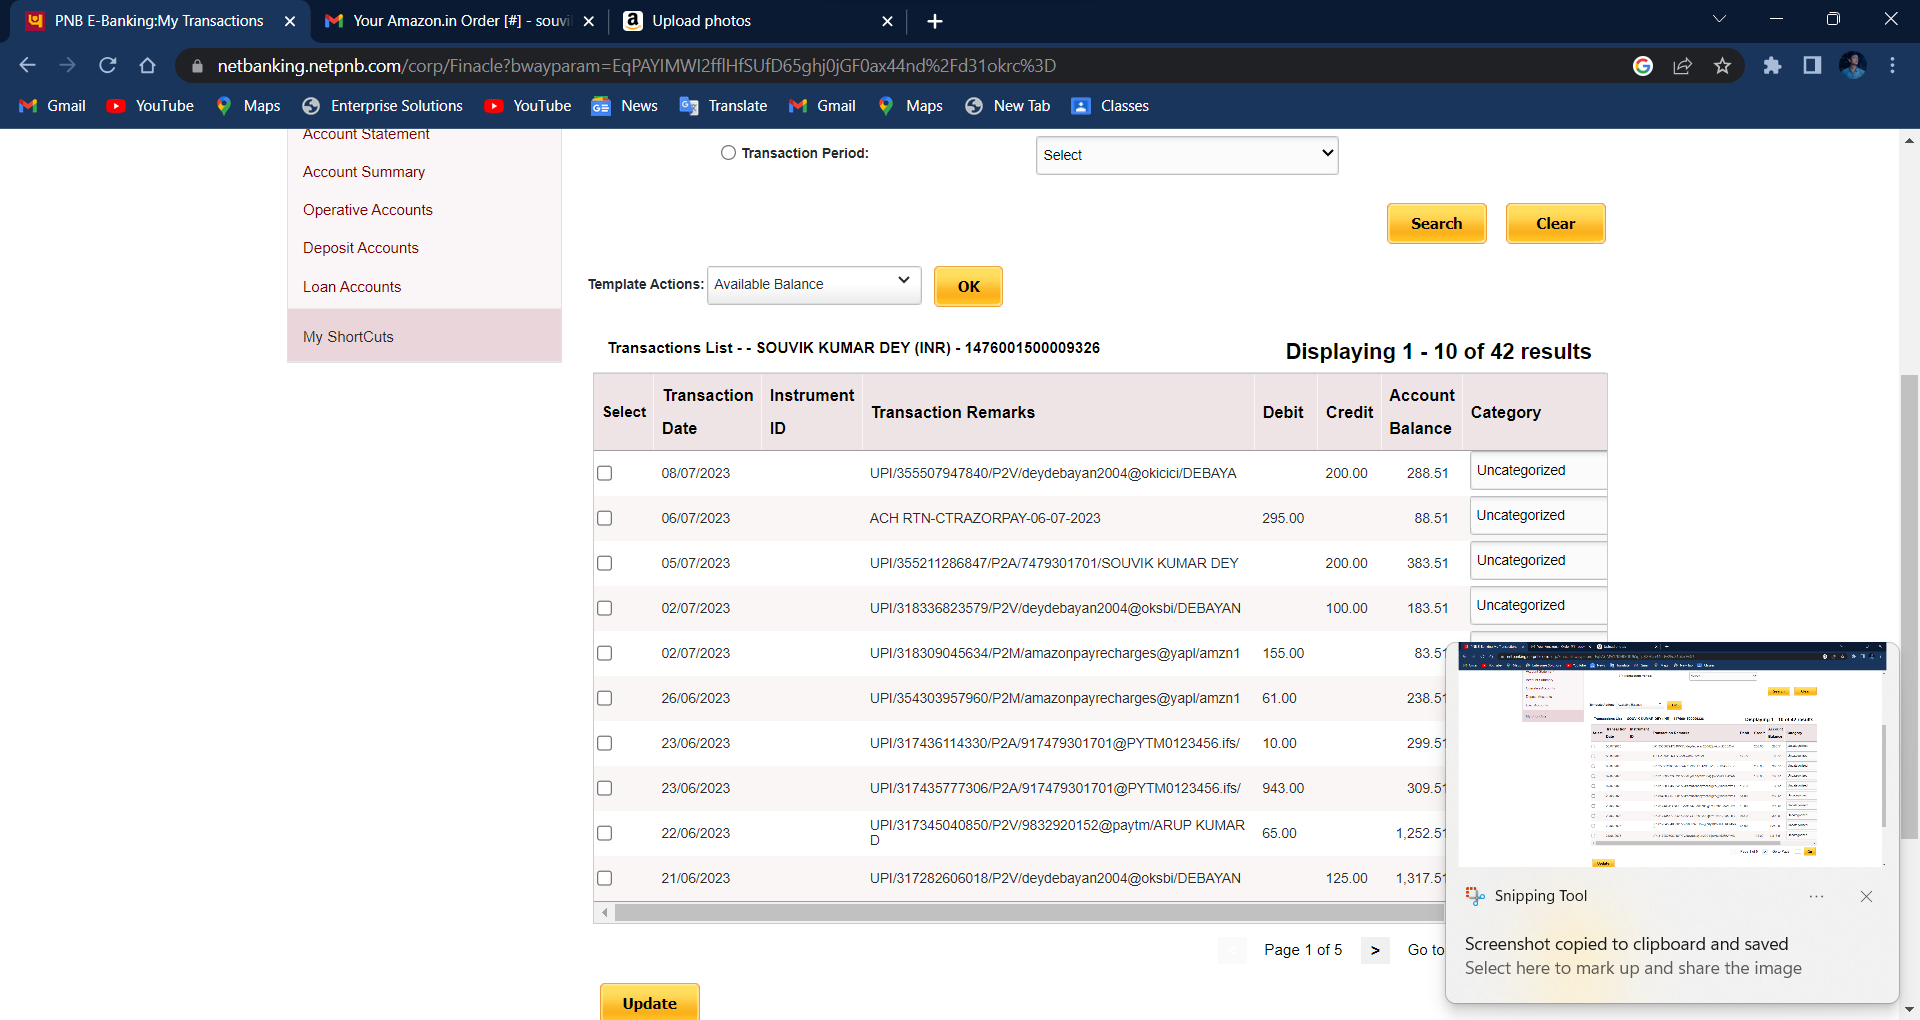 PNB E-Banking:My Transactions
Your Amazon.in Order [#] - souvi
Upload photos
netbanking.netpnb.com/corp/Finacle?bwayparam=EqPAYIMWI2fflHfSUfD65ghj0jGF0ax44nd%2Fd31okrc%3D
Gmail YouTube Maps Enterprise Solutions YouTube News Translate Gmail Maps New Tab Classes
Account Statement
Account Summary
Operative Accounts
Deposit Accounts
Loan Accounts
My ShortCuts
Transaction Period: Select
Search Clear
Template Actions: Available Balance OK
Transactions List - - SOUVIK KUMAR DEY (INR) - 1476001500009326
Displaying 1 - 10 of 42 results
Select Transaction Date Instrument ID Transaction Remarks Debit Credit Account Balance Category
08/07/2023 UPI/355507947840/P2V/deydebayan2004@okicici/DEBAYA 200.00 288.51 Uncategorized
06/07/2023 ACH RTN-CTRAZORPAY-06-07-2023 295.00 88.51 Uncategorized
05/07/2023 UPI/355211286847/P2A/7479301701/SOUVIK KUMAR DEY 200.00 383.51 Uncategorized
02/07/2023 UPI/318336823579/P2V/deydebayan2004@oksbi/DEBAYAN 100.00 183.51 Uncategorized
02/07/2023 UPI/318309045634/P2M/amazonpayrecharges@yapl/amzn1 155.00 83.51
26/06/2023 UPI/354303957960/P2M/amazonpayrecharges@yapl/amzn1 61.00 238.51
23/06/2023 UPI/317436114330/P2A/917479301701@PYTM0123456.ifs/ 10.00 299.51
23/06/2023 UPI/317435777306/P2A/917479301701@PYTM0123456.ifs/ 943.00 309.51
22/06/2023 UPI/317345040850/P2V/9832920152@paytm/ARUP KUMAR D 65.00 1,252.51
21/06/2023 UPI/317282606018/P2V/deydebayan2004@oksbi/DEBAYAN 125.00 1,317.51
Page 1 of 5 > Go to
Update
Snipping Tool
Screenshot copied to clipboard and saved
Select here to mark up and share the image